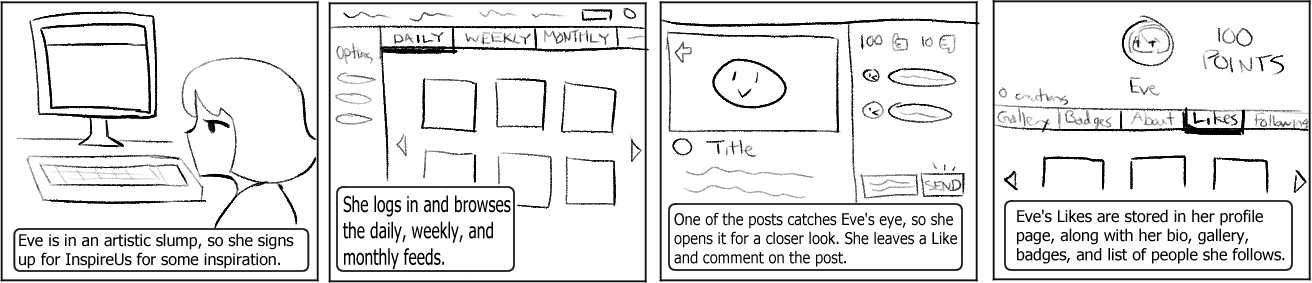 Eve is in an artistic slump, so she signs
up for InspireUs for some inspiration.
DAILY WEEKLY MONTHLY
Options
She logs in and browses
the daily, weekly, and
monthly feeds.
100 10
Title
SEND
One of the posts catches Eve's eye, so she
opens it for a closer look. She leaves a Like
and comment on the post.
100
POINTS
Eve
0 creations
Gallery Badges About Likes Following
Eve's Likes are stored in her profile
page, along with her bio, gallery,
badges, and list of people she follows.